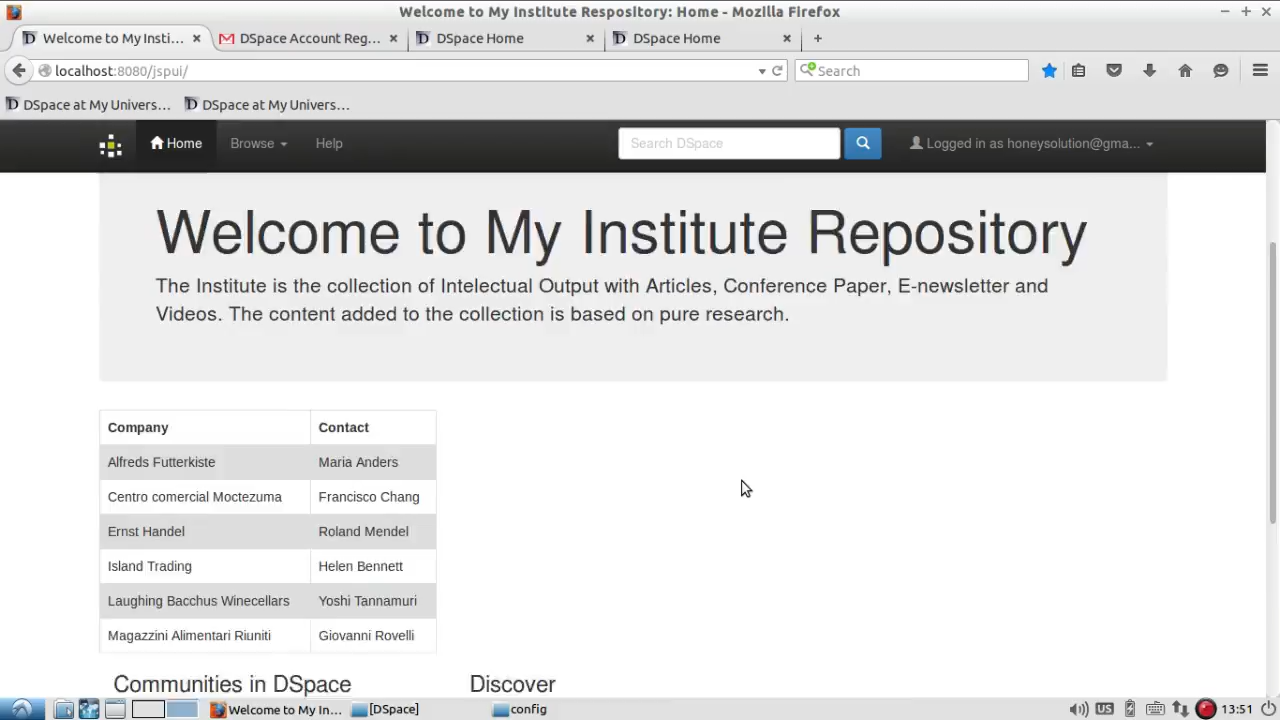 Welcome to My Institute Respository: Home - Mozilla Firefox
Welcome to My Insti... DSpace Account Reg... DSpace Home DSpace Home
localhost:8080/jspui/ Search
DSpace at My Univers... DSpace at My Univers...
Home Browse Help Search DSpace Logged in as honeysolution@gma...
Welcome to My Institute Repository
The Institute is the collection of Intelectual Output with Articles, Conference Paper, E-newsletter and
Videos. The content added to the collection is based on pure research.
Company Contact
Alfreds Futterkiste Maria Anders
Centro comercial Moctezuma Francisco Chang
Ernst Handel Roland Mendel
Island Trading Helen Bennett
Laughing Bacchus Winecellars Yoshi Tannamuri
Magazzini Alimentari Riuniti Giovanni Rovelli
Communities in DSpace Discover
Welcome to My In... [DSpace] config US 13:51